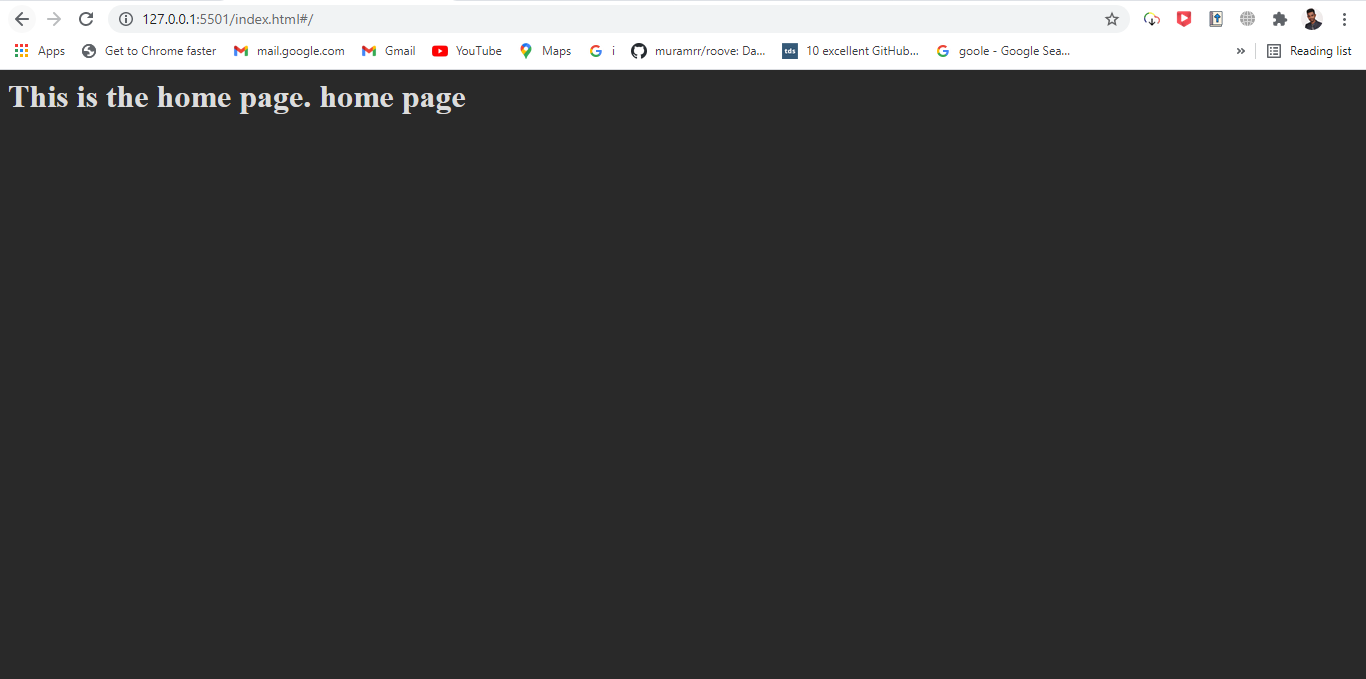 127.0.0.1:5501/index.html#/
Apps Get to Chrome faster mail.google.com Gmail YouTube Maps i muramrr/roove: Da... tds 10 excellent GitHub... goole - Google Sea... » Reading list
This is the home page. home page